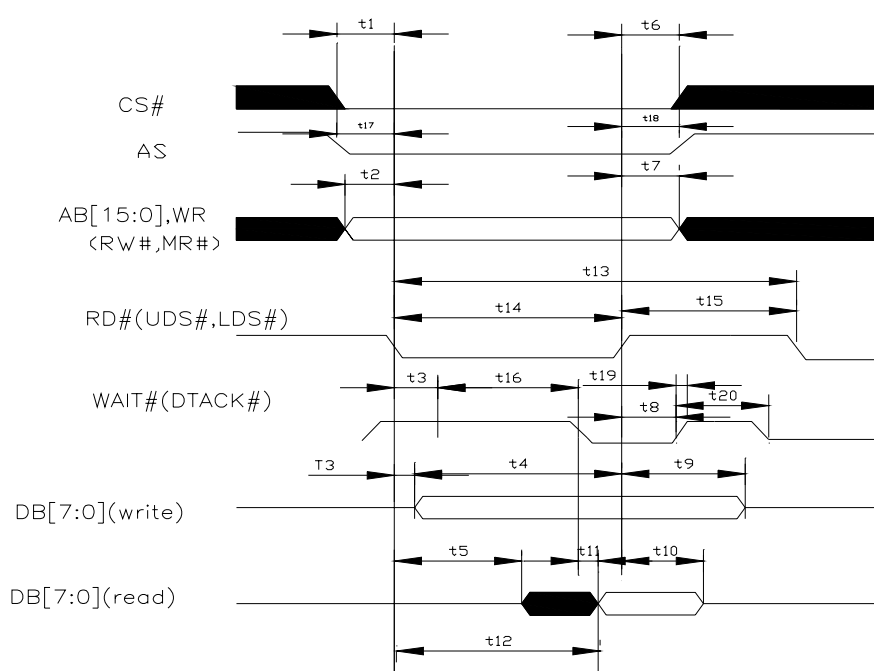 t1
t6
CS#
t17
t18
AS
t2
t7
AB[15:0],WR
(RW#,MR#)
t13
t14
t15
RD#(UDS#,LDS#)
t3
t16
t19
t20
WAIT#(DTACK#)
t8
T3
t4
t9
DB[7:0](write)
t5
t11
t10
DB[7:0](read)
t12